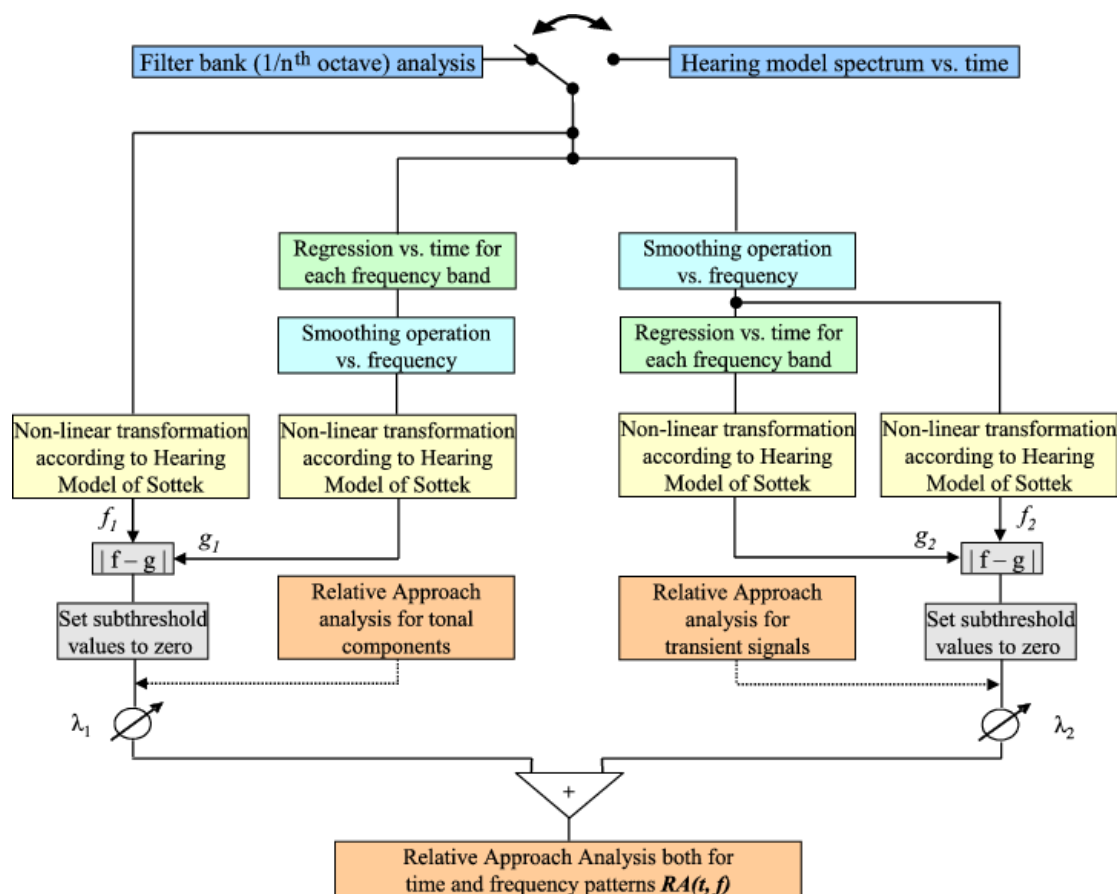 Filter bank (1/nth octave) analysis
Hearing model spectrum vs. time
Regression vs. time for
each frequency band
Smoothing operation
vs. frequency
Smoothing operation
vs. frequency
Regression vs. time for
each frequency band
Non-linear transformation
according to Hearing
Model of Sottek
Non-linear transformation
according to Hearing
Model of Sottek
Non-linear transformation
according to Hearing
Model of Sottek
Non-linear transformation
according to Hearing
Model of Sottek
f1
g1
g2
f2
| f – g |
| f – g |
Set subthreshold
values to zero
Relative Approach
analysis for tonal
components
Relative Approach
analysis for
transient signals
Set subthreshold
values to zero
λ1
λ2
+
Relative Approach Analysis both for
time and frequency patterns RA(t, f)